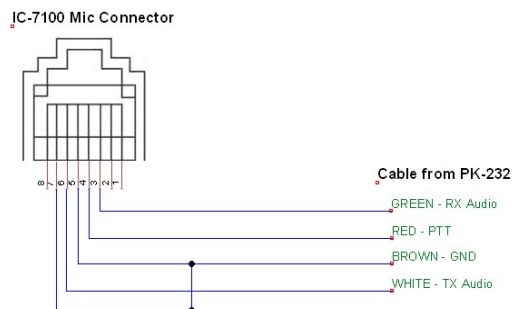 IC-7100 Mic Connector
8 7 6 5 4 3 2 1
Cable from PK-232
GREEN - RX Audio
RED - PTT
BROWN - GND
WHITE - TX Audio